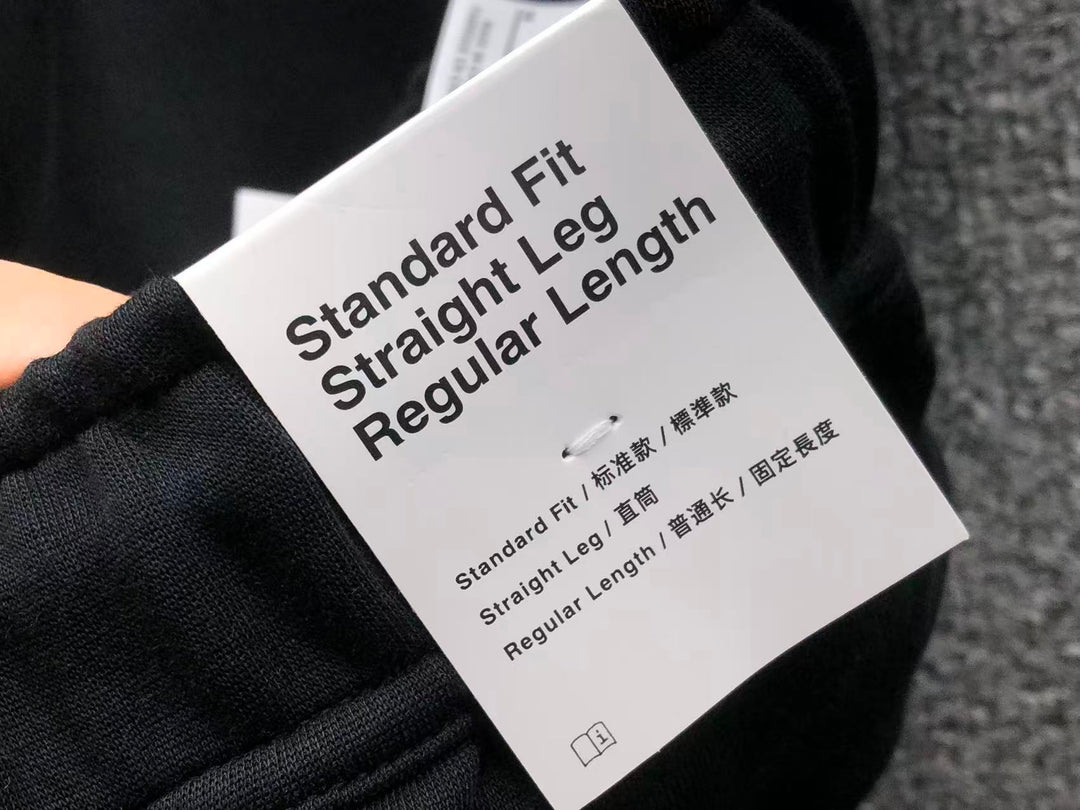 Standard Fit
Straight Leg
Regular Length
Standard Fit / 标准款 / 標準款
Straight Leg / 直筒
Regular Length / 普通长 / 固定長度
i